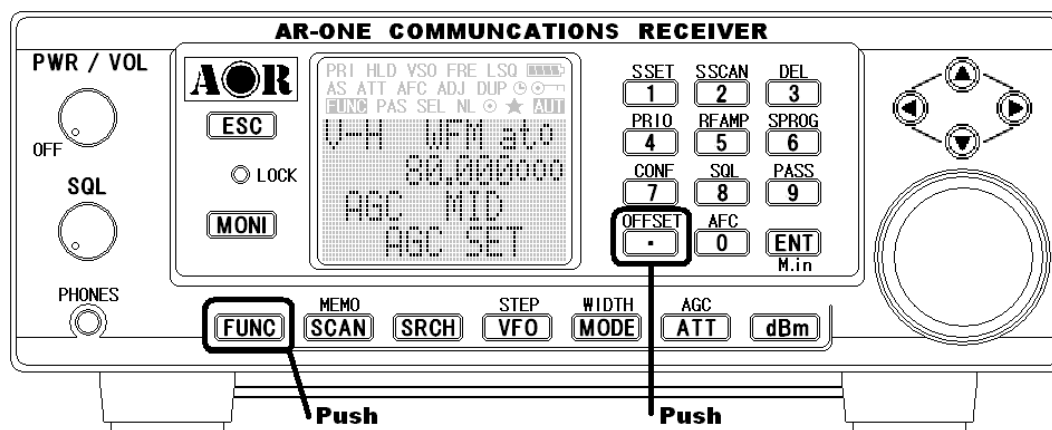 AR-ONE COMMUNCATIONS RECEIVER
PWR / VOL
OFF
SQL
PHONES
AOR
ESC
LOCK
MONI
PRI HLD VSO FRE LSQ
AS ATT AFC ADJ DUP
FUNC PAS SEL NL AUT
V-H WFM ato
80.000000
AGC MID
AGC SET
SSET SSCAN DEL
1 2 3
PRIO RFAMP SPROG
4 5 6
CONF SQL PASS
7 8 9
OFFSET AFC
. 0 ENT
M.in
MEMO STEP WIDTH AGC
FUNC SCAN SRCH VFO MODE ATT dBm
Push Push